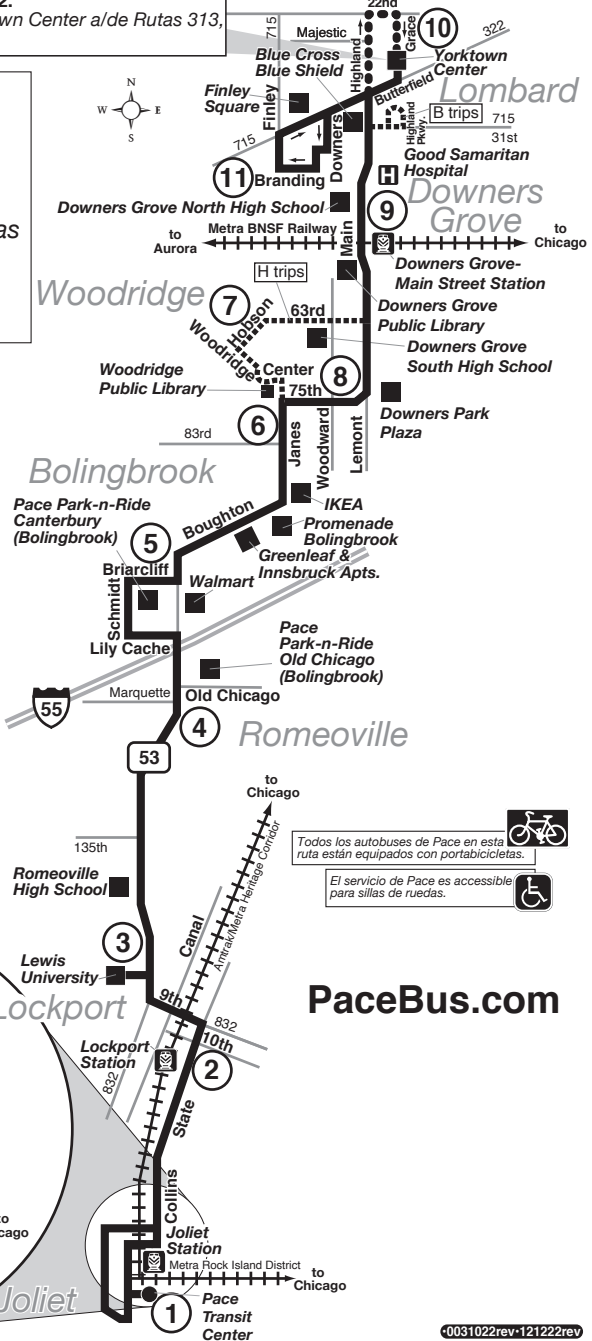 2.
wn Center a/de Rutas 313,
as
22nd
715
Majestic
Highland
Grace
10
322
Blue Cross
Blue Shield
Yorktown
Center
Butterfield
Lombard
Finley
Square
Finley
Downers
Highland
Pkwy.
B trips
715
31st
715
Good Samaritan
Hospital
H
11
Branding
Downers
Grove
Downers Grove North High School
9
Main
Metra BNSF Railway
to
Aurora
to
Chicago
Downers Grove-
Main Street Station
H trips
Woodridge
7
Hobson
63rd
Downers Grove
Public Library
Woodridge
Downers Grove
South High School
Woodridge
Public Library
Center
8
75th
Downers Park
Plaza
6
83rd
Janes
Woodward
Lemont
Bolingbrook
IKEA
Pace Park-n-Ride
Canterbury
(Bolingbrook)
Boughton
Promenade
Bolingbrook
5
Greenleaf &
Innsbruck Apts.
Briarcliff
Walmart
Schmidt
Lily Cache
Pace
Park-n-Ride
Old Chicago
(Bolingbrook)
Marquette
Old Chicago
55
4
Romeoville
53
to
Chicago
135th
Todos los autobuses de Pace en esta
ruta están equipados con portabicicletas.
Romeoville
High School
El servicio de Pace es accessible
para sillas de ruedas.
Amtrak/Metra Heritage Corridor
Canal
3
Lewis
University
PaceBus.com
Lockport
9th
832
10th
Lockport
Station
2
832
State
Collins
to
cago
Joliet
Station
Metra Rock Island District
to
Chicago
Joliet
1
Pace
Transit
Center
•0031022rev•121222rev
N
W
E
S